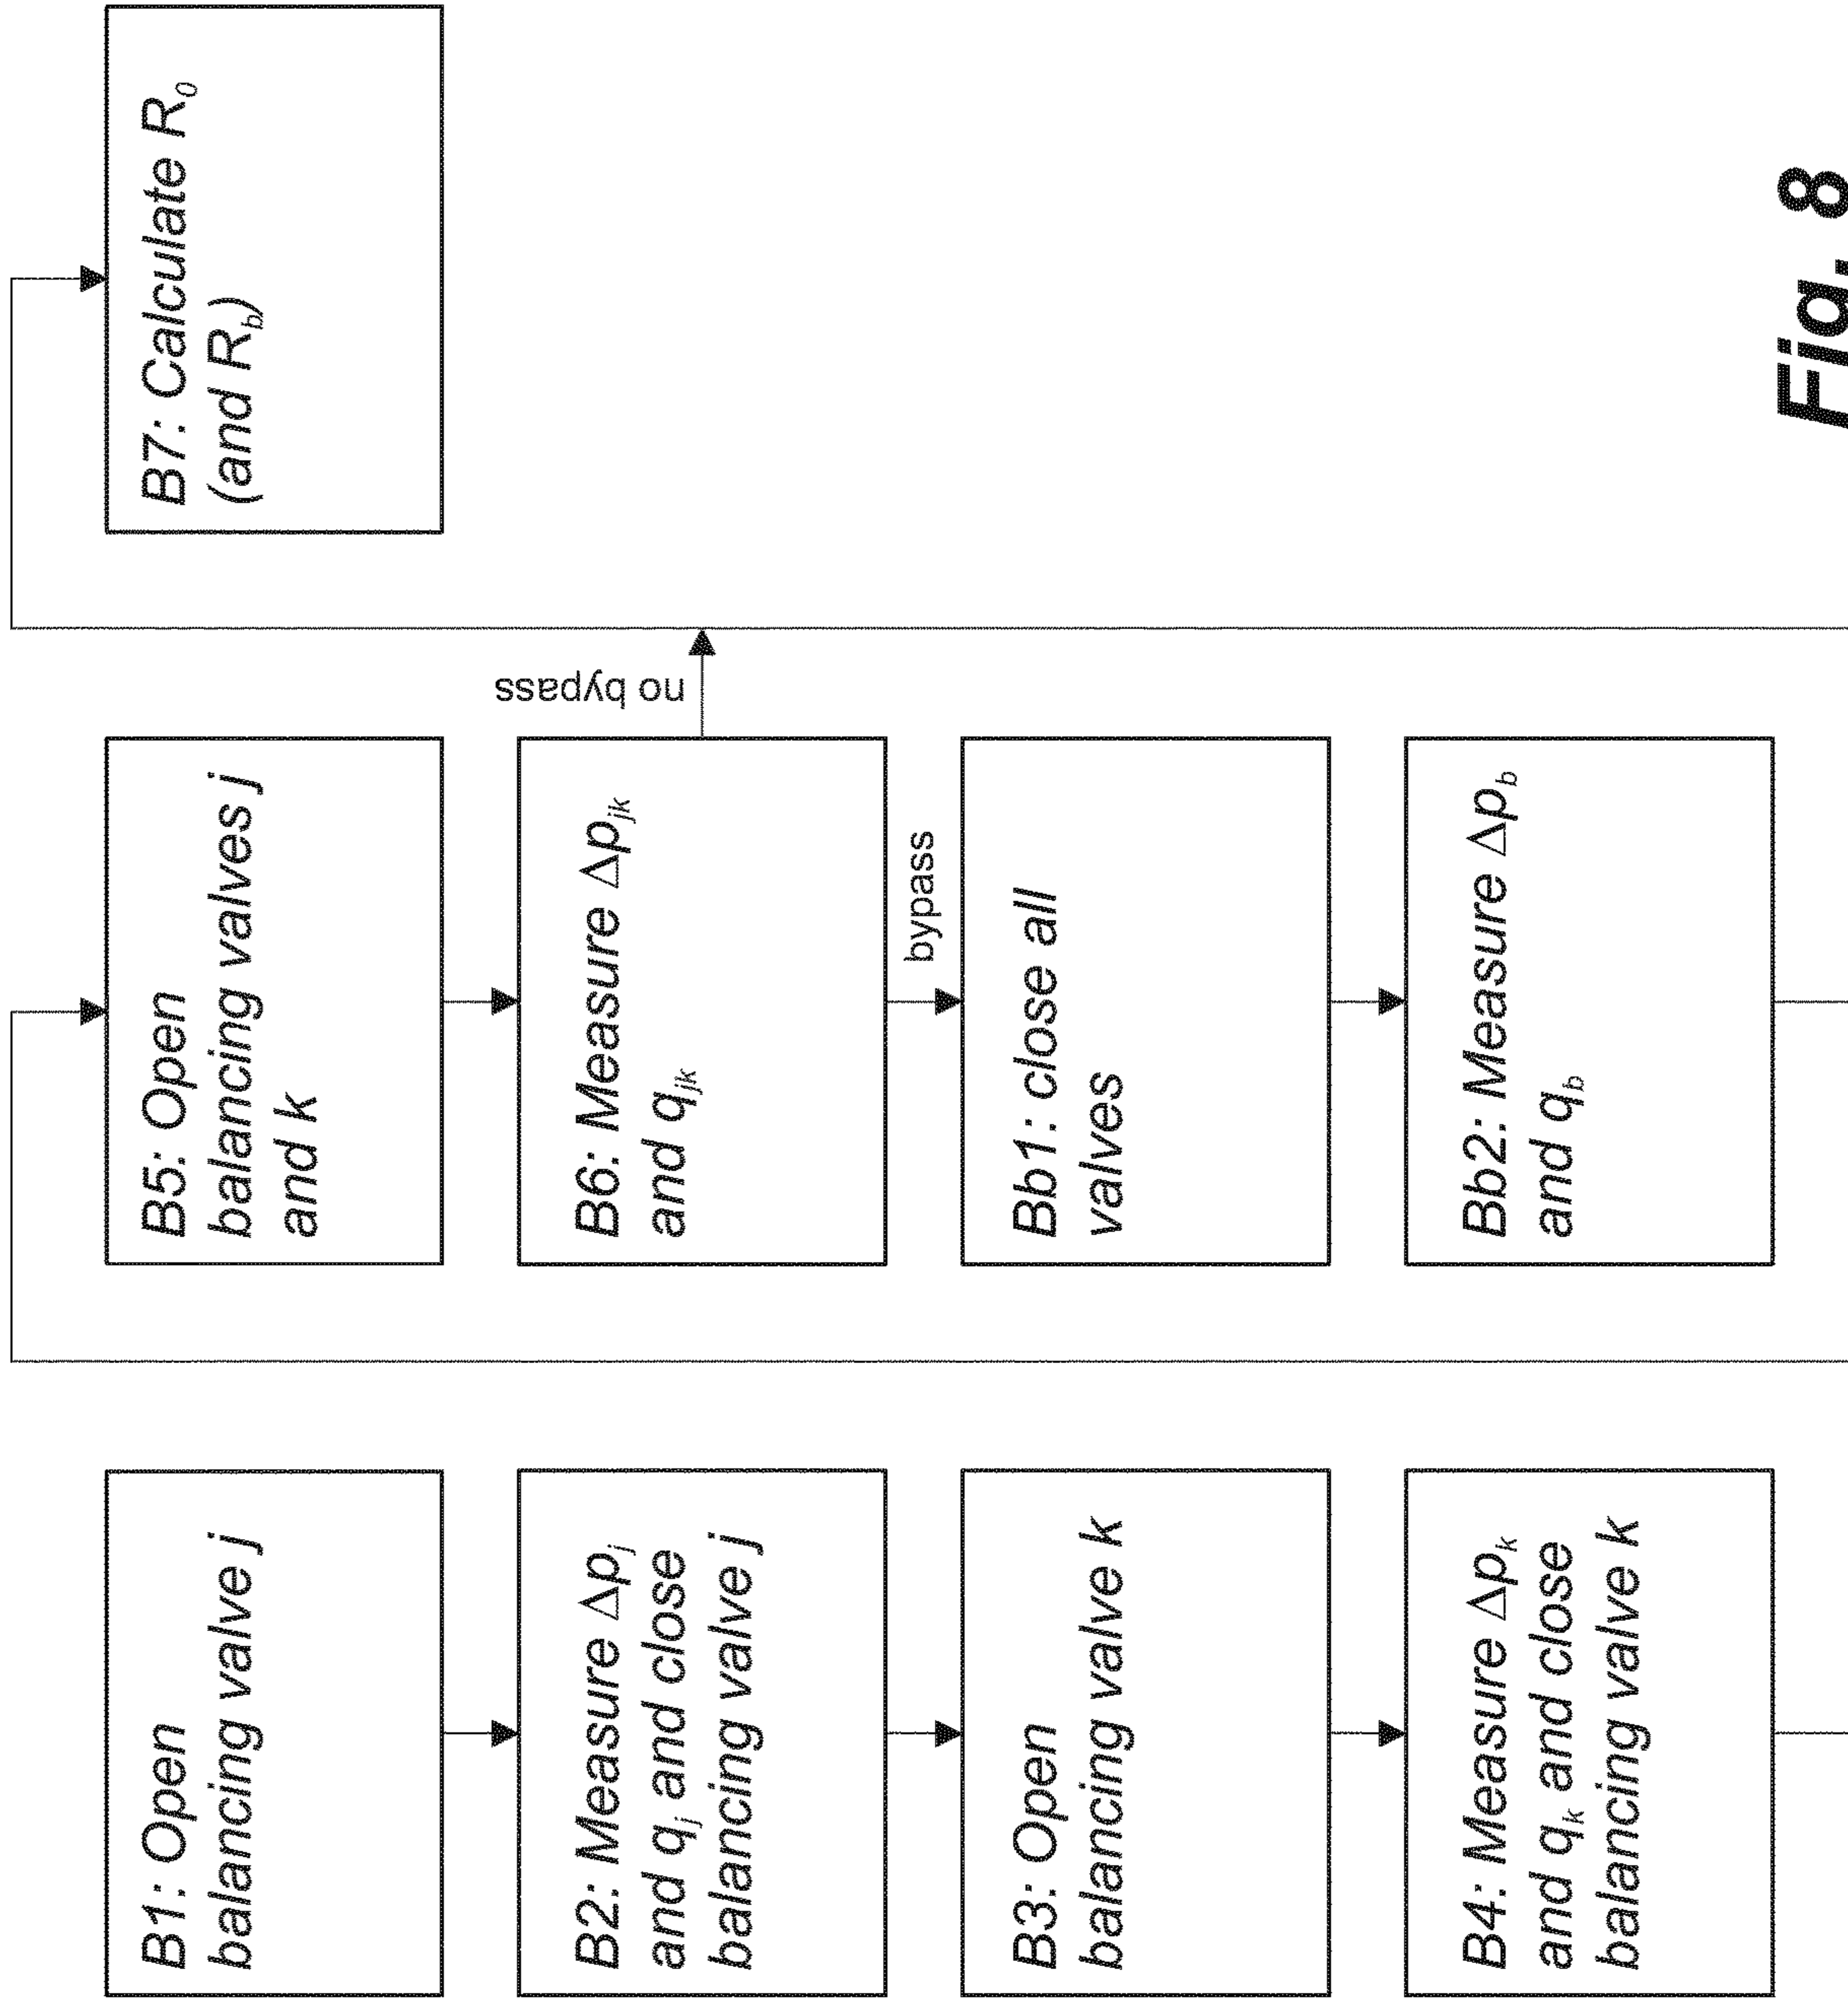 B1: Open
balancing valve j
B2: Measure Δpj
and qj and close
balancing valve j
B3: Open
balancing valve k
B4: Measure Δpk
and qk and close
balancing valve k
B5: Open
balancing valves j
and k
B6: Measure Δpjk
and qjk
no bypass
bypass
Bb1: close all
valves
Bb2: Measure Δpb
and qb
B7: Calculate R0
(and Rb)
Fig. 8